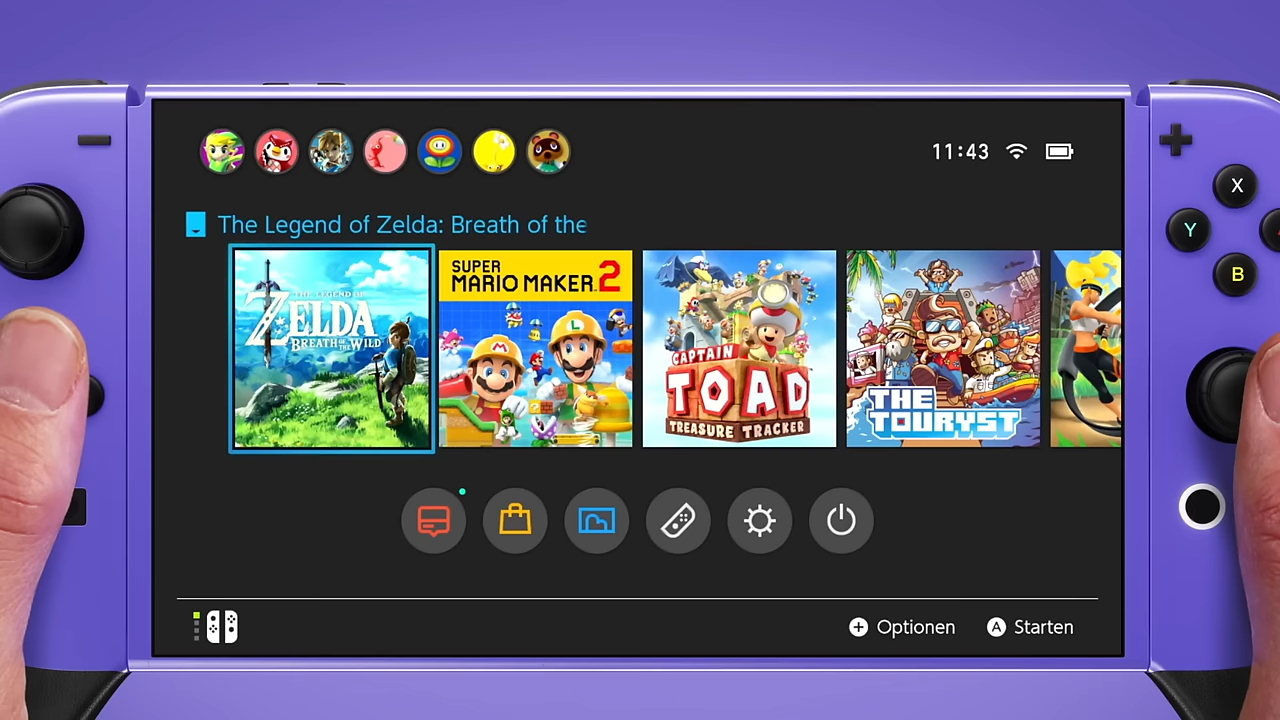 11:43
The Legend of Zelda: Breath of the
THE LEGEND OF
ZELDA
BREATH OF THE WILD
SUPER
MARIO MAKER 2
CAPTAIN
TOAD
TREASURE TRACKER
THE
TOURYST
X
Y
B
M
L
Optionen
A Starten